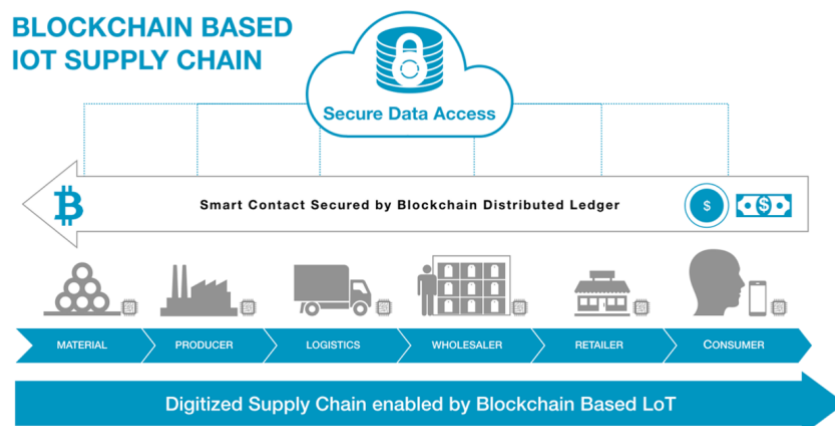 BLOCKCHAIN BASED
IOT SUPPLY CHAIN
Secure Data Access
₿
Smart Contact Secured by Blockchain Distributed Ledger
$
$
MATERIAL
PRODUCER
LOGISTICS
WHOLESALER
RETAILER
CONSUMER
Digitized Supply Chain enabled by Blockchain Based LoT